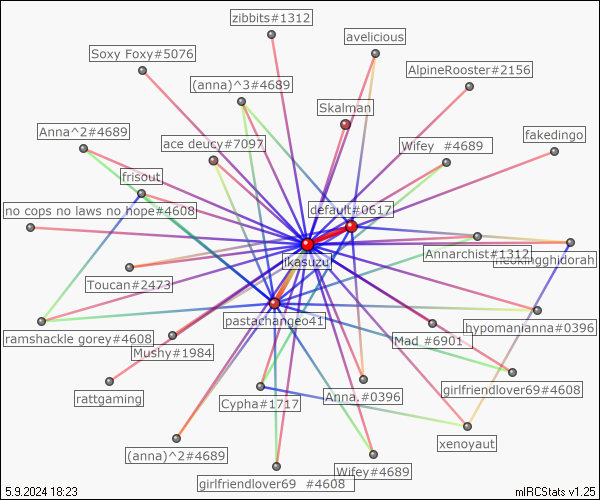 zibbits#1312
avelicious
Soxy Foxy#5076
AlpineRooster#2156
(anna)^3#4689
Skalman
Anna^2#4689
ace deucy#7097
Wifey   #4689
fakedingo
frisout
no cops no laws no hope#4608
default#0617
Annarchist#1312
ghidorah
ikasuzu
Toucan#2473
ramshackle gorey#4608
pastachangeo41
hypomanianna#0396
Mushy#1984
Mad #6901
rattgaming
Cypha#1717
Anna,#0396
girlfriendlover69#4608
xenoyaut
(anna)^2#4689
girlfriendlover69  #4608
Wifey#4689
5.9.2024 18:23
mIRCStats v1.25